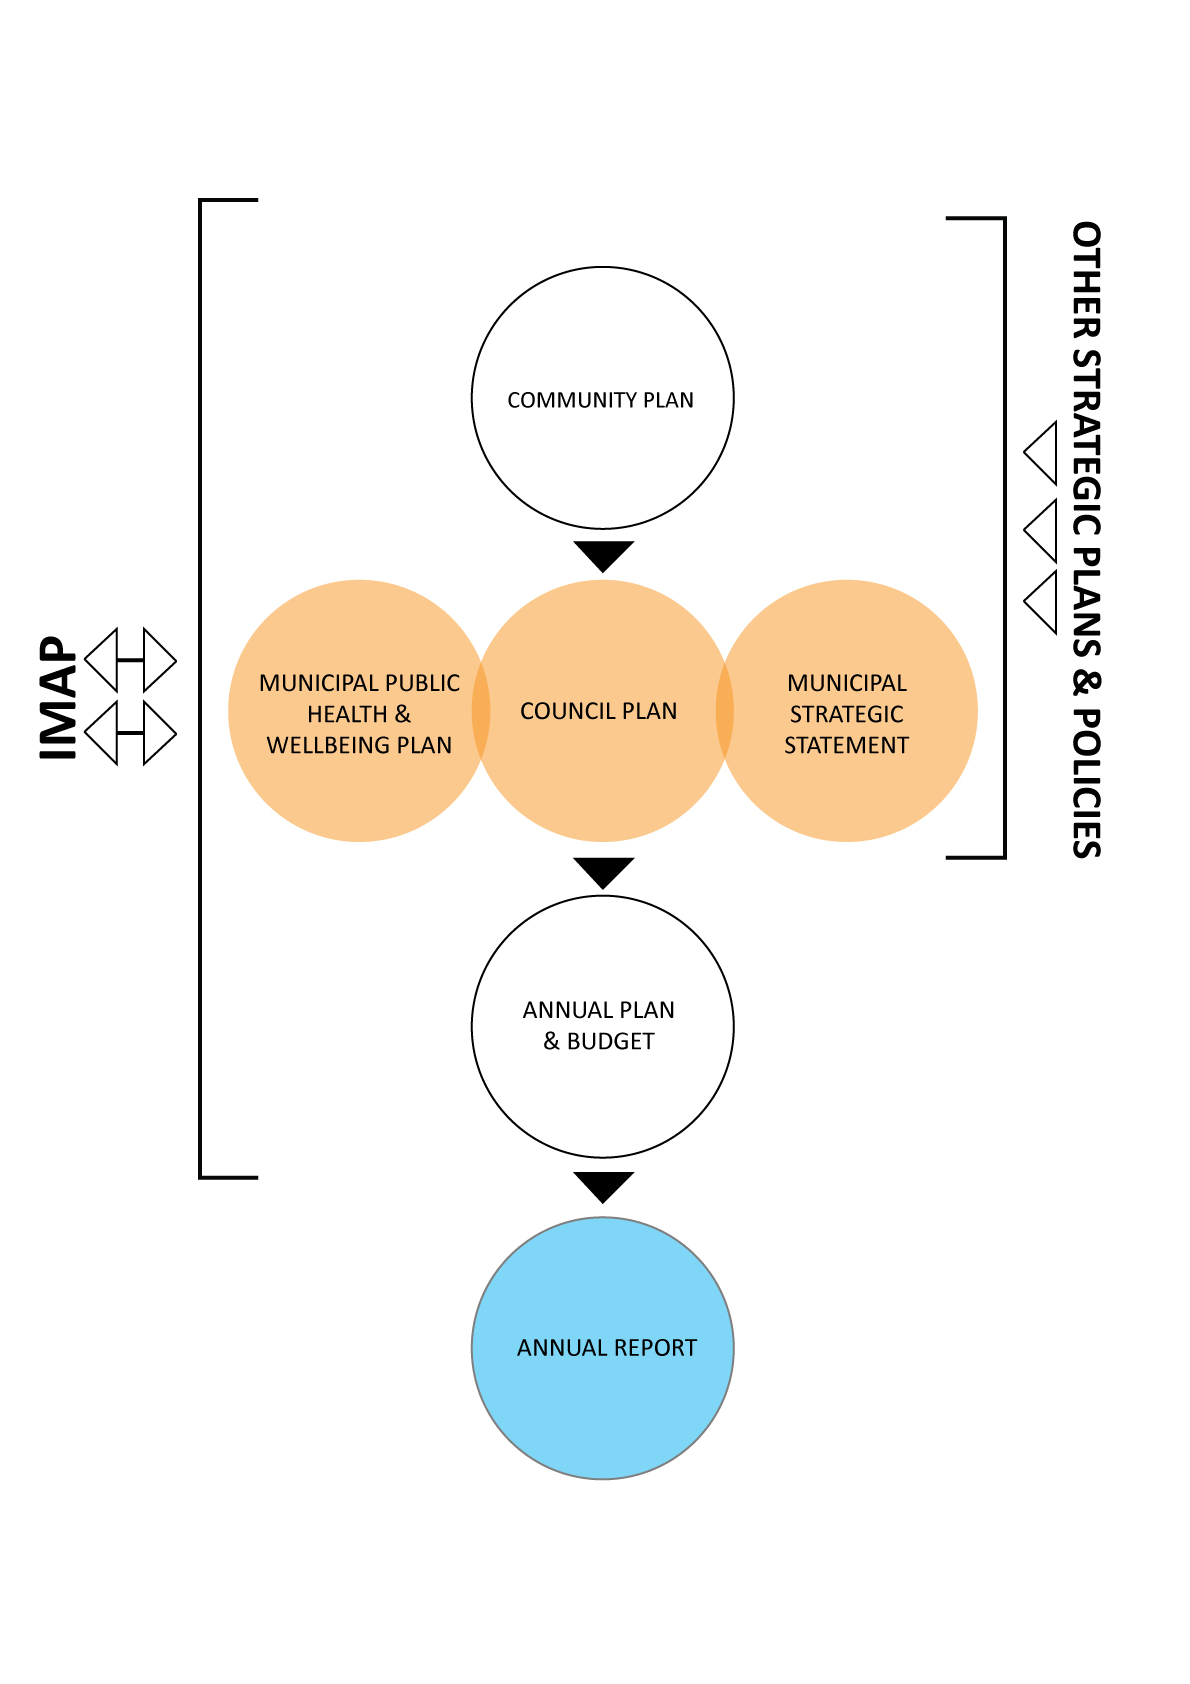 IMAP
OTHER STRATEGIC PLANS & POLICIES
COMMUNITY PLAN
MUNICIPAL PUBLIC
HEALTH &
WELLBEING PLAN
COUNCIL PLAN
MUNICIPAL
STRATEGIC
STATEMENT
ANNUAL PLAN
& BUDGET
ANNUAL REPORT